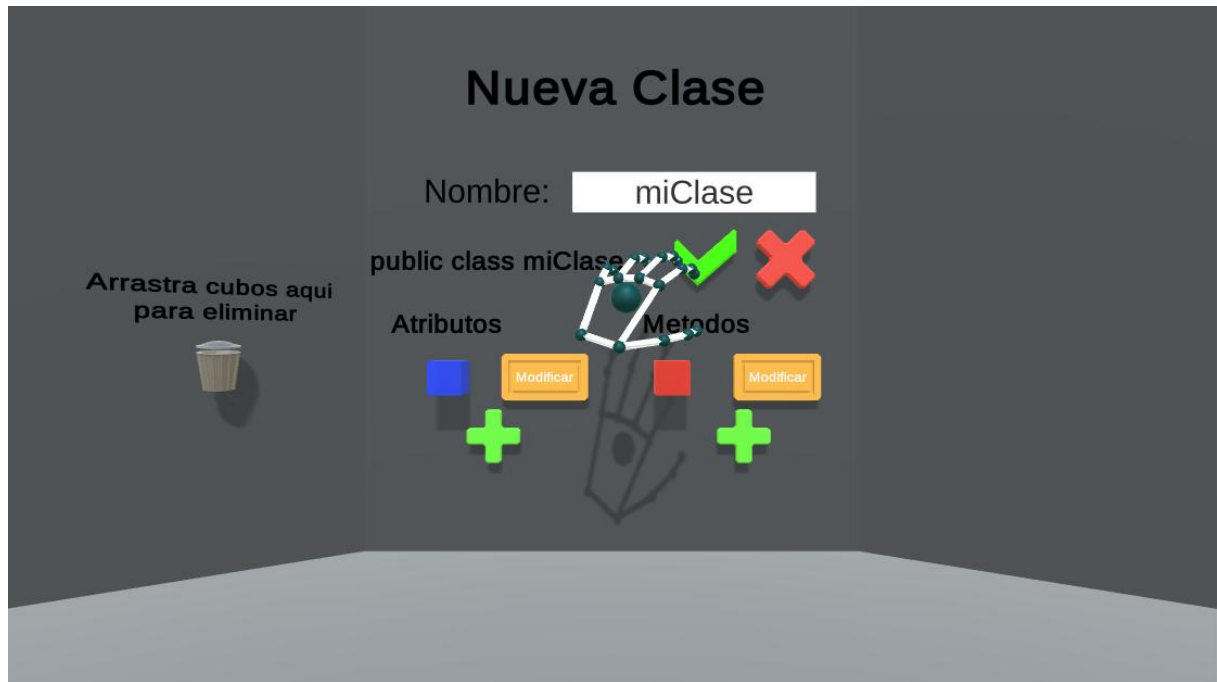 Nueva Clase
Nombre: miClase
public class miClase
Arrastra cubos aqui
para eliminar
Atributos
Metodos
Modificar
Modificar